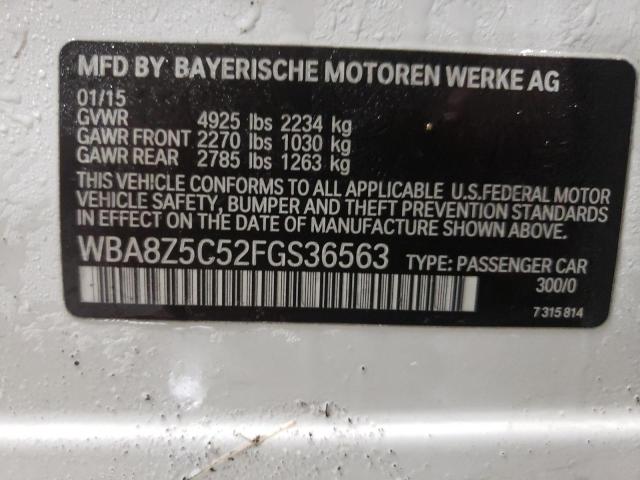 MFD BY BAYERISCHE MOTOREN WERKE AG
01/15
GVWR 4925 lbs 2234 kg
GAWR FRONT 2270 lbs 1030 kg
GAWR REAR 2785 lbs 1263 kg
THIS VEHICLE CONFORMS TO ALL APPLICABLE U.S.FEDERAL MOTOR
VEHICLE SAFETY, BUMPER AND THEFT PREVENTION STANDARDS
IN EFFECT ON THE DATE OF MANUFACTURE SHOWN ABOVE.
WBA8Z5C52FGS36563 TYPE: PASSENGER CAR
300/0
7 315 814